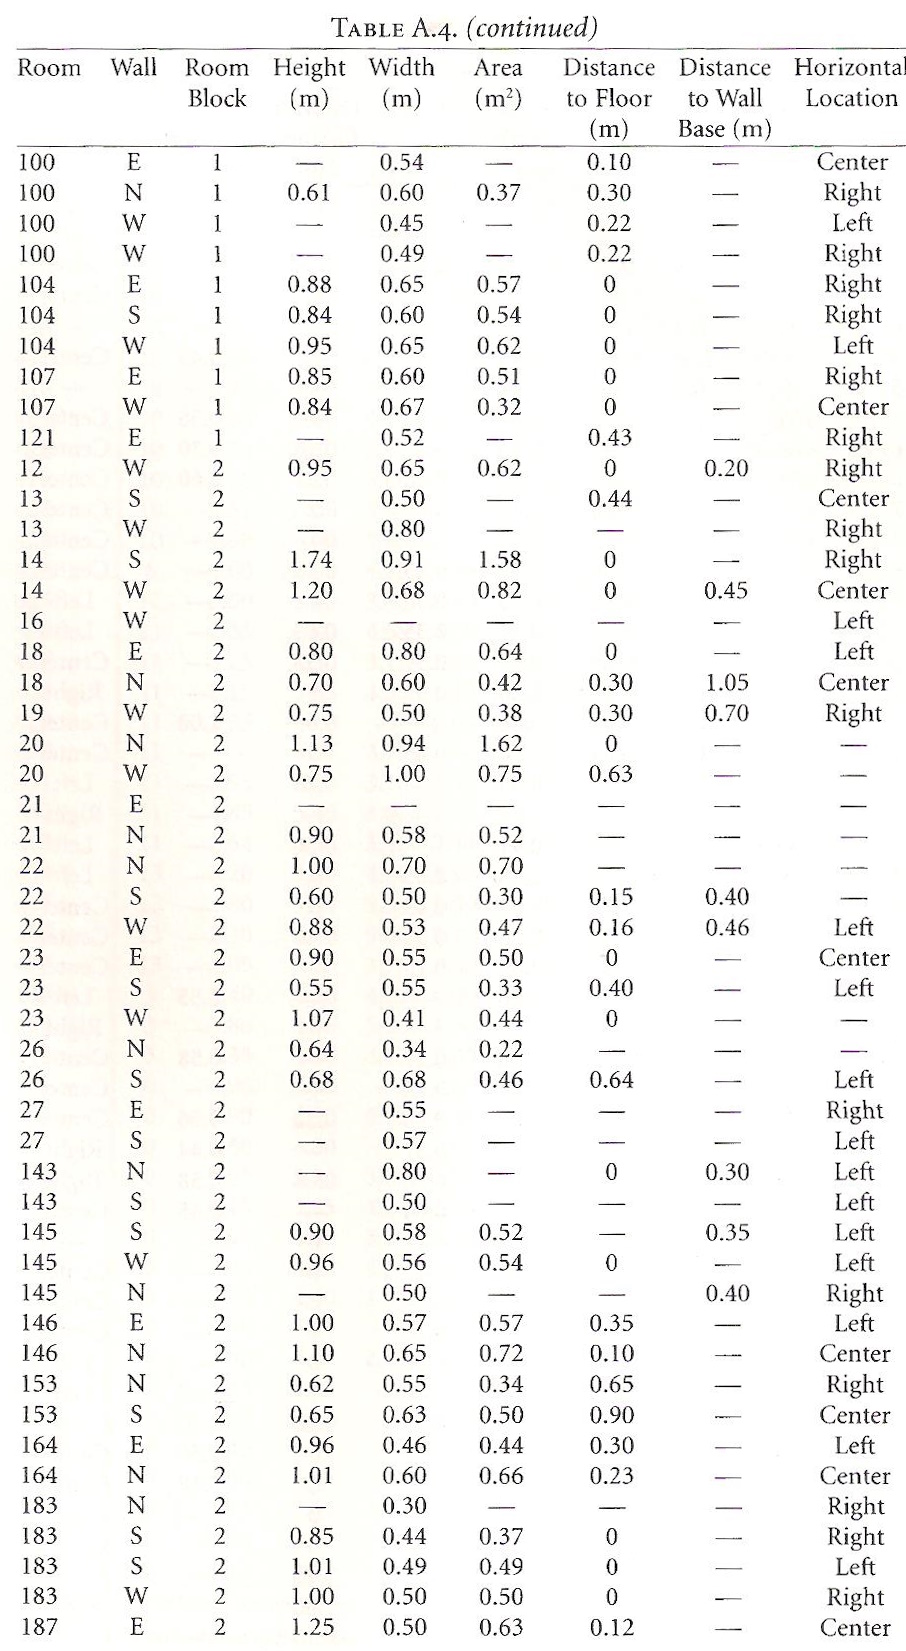 TABLE A.4. (continued)
Room Wall Room Height Width Area Distance Distance Horizontal
Block (m) (m) (m²) to Floor to Wall Location
(m) Base (m)
100 E 1 — 0.54 — 0.10 — Center
100 N 1 0.61 0.60 0.37 0.30 — Right
100 W 1 — 0.45 — 0.22 — Left
100 W 1 — 0.49 — 0.22 — Right
104 E 1 0.88 0.65 0.57 0 — Right
104 S 1 0.84 0.60 0.54 0 — Right
104 W 1 0.95 0.65 0.62 0 — Left
107 E 1 0.85 0.60 0.51 0 — Right
107 W 1 0.84 0.67 0.32 0 — Center
121 E 1 — 0.52 — 0.43 — Right
12 W 2 0.95 0.65 0.62 0 0.20 Right
13 S 2 — 0.50 — 0.44 — Center
13 W 2 — 0.80 — — — Right
14 S 2 1.74 0.91 1.58 0 — Right
14 W 2 1.20 0.68 0.82 0 0.45 Center
16 W 2 — — — — — Left
18 E 2 0.80 0.80 0.64 0 — Left
18 N 2 0.70 0.60 0.42 0.30 1.05 Center
19 W 2 0.75 0.50 0.38 0.30 0.70 Right
20 N 2 1.13 0.94 1.62 0 — —
20 W 2 0.75 1.00 0.75 0.63 — —
21 E 2 — — — — — —
21 N 2 0.90 0.58 0.52 — — —
22 N 2 1.00 0.70 0.70 — — —
22 S 2 0.60 0.50 0.30 0.15 0.40 —
22 W 2 0.88 0.53 0.47 0.16 0.46 Left
23 E 2 0.90 0.55 0.50 0 — Center
23 S 2 0.55 0.55 0.33 0.40 — Left
23 W 2 1.07 0.41 0.44 0 — —
26 N 2 0.64 0.34 0.22 — — —
26 S 2 0.68 0.68 0.46 0.64 — Left
27 E 2 — 0.55 — — — Right
27 S 2 — 0.57 — — — Left
143 N 2 — 0.80 — 0 0.30 Left
143 S 2 — 0.50 — — — Left
145 S 2 0.90 0.58 0.52 — 0.35 Left
145 W 2 0.96 0.56 0.54 0 — Left
145 N 2 — 0.50 — — 0.40 Right
146 E 2 1.00 0.57 0.57 0.35 — Left
146 N 2 1.10 0.65 0.72 0.10 — Center
153 N 2 0.62 0.55 0.34 0.65 — Right
153 S 2 0.65 0.63 0.50 0.90 — Center
164 E 2 0.96 0.46 0.44 0.30 — Left
164 N 2 1.01 0.60 0.66 0.23 — Center
183 N 2 — 0.30 — — — Right
183 S 2 0.85 0.44 0.37 0 — Right
183 S 2 1.01 0.49 0.49 0 — Left
183 W 2 1.00 0.50 0.50 0 — Right
187 E 2 1.25 0.50 0.63 0.12 — Center